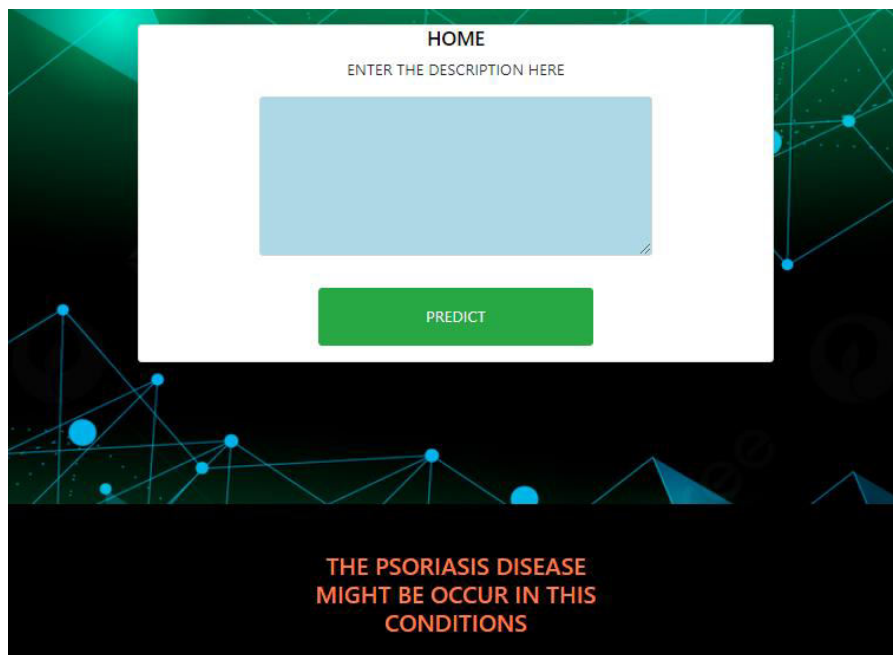 HOME
ENTER THE DESCRIPTION HERE
PREDICT
THE PSORIASIS DISEASE
MIGHT BE OCCUR IN THIS
CONDITIONS